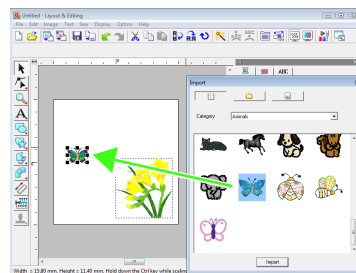 Untitled - Layout & Editing
File Edit Image Text Sew Display Option Help
ABC
Import
Category
Animals
Import
Width = 15.80 mm, Height = 11.40 mm. Hold down the Ctrl key while scaling